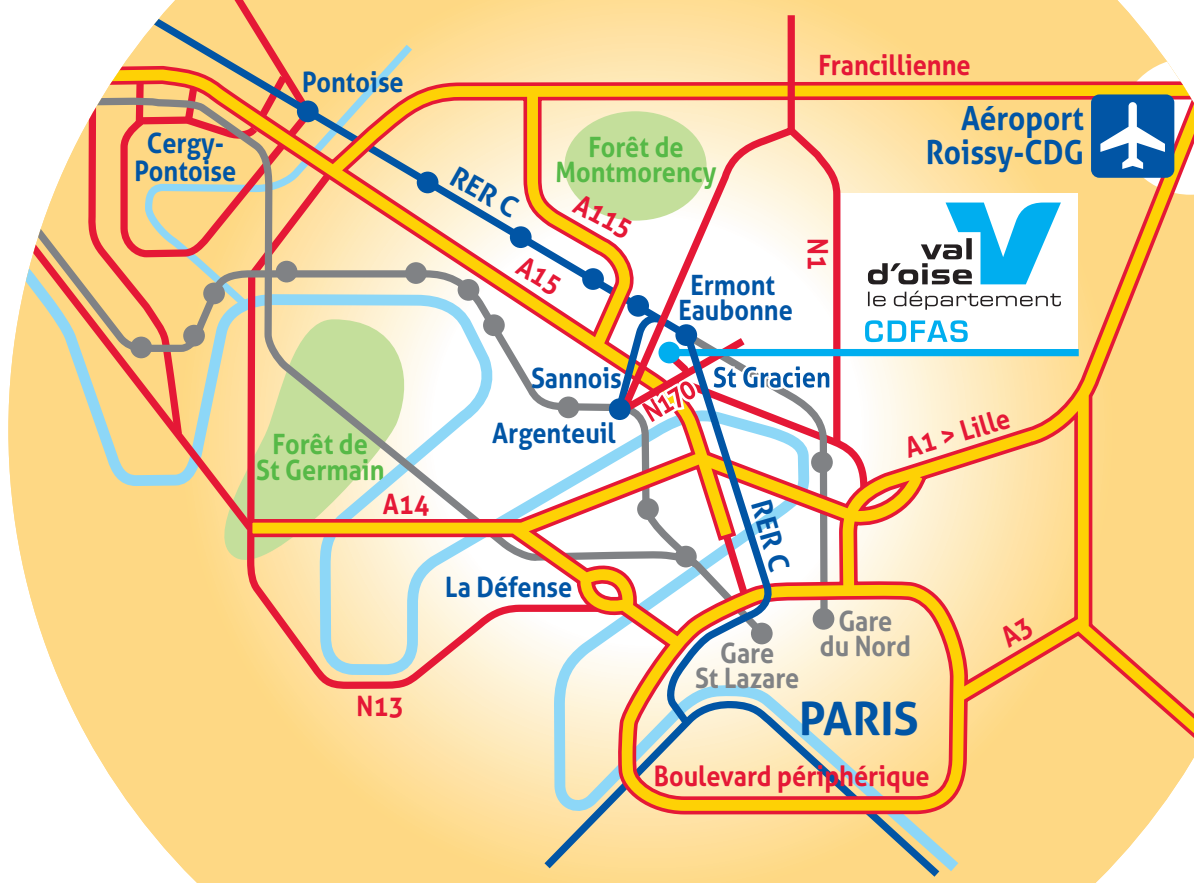 Francillienne
Pontoise
Aéroport
Roissy-CDG
Cergy-
Pontoise
Forêt de
Montmorency
RER C
A115
N1
A15
val
d'oise
le département
CDFAS
Ermont
Eaubonne
Sannois
St Gracien
N170
Argenteuil
A1 > Lille
Forêt de
St Germain
A14
RER C
La Défense
Gare
du Nord
A3
Gare
St Lazare
N13
PARIS
Boulevard périphérique